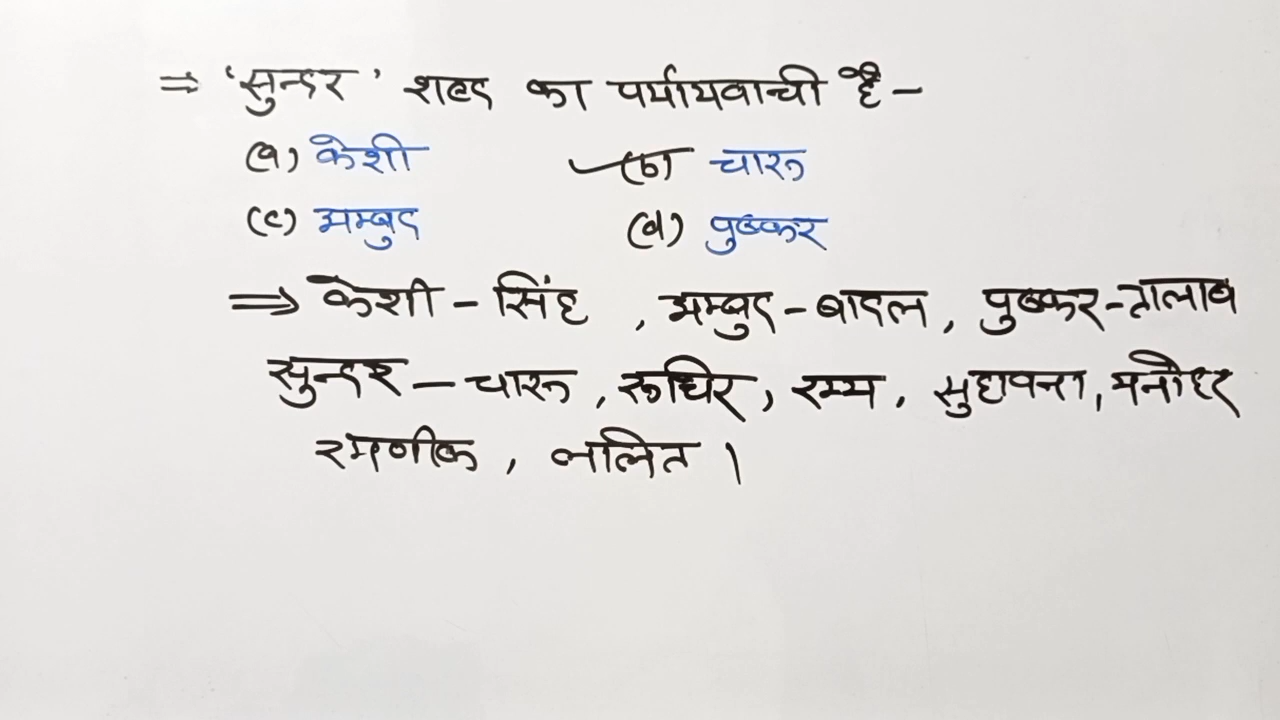 ⇒ 'सुन्दर' शब्द का पर्यायवाची है -
(a) केशी (b) चारू
(c) अम्बुद (d) पुष्कर
⇒ केशी - सिंह , अम्बुद - बादल , पुष्कर - तालाब
सुन्दर - चारू , रूधिर , रम्य , सुहावना , मनोहर
रमणीक , ललित ।